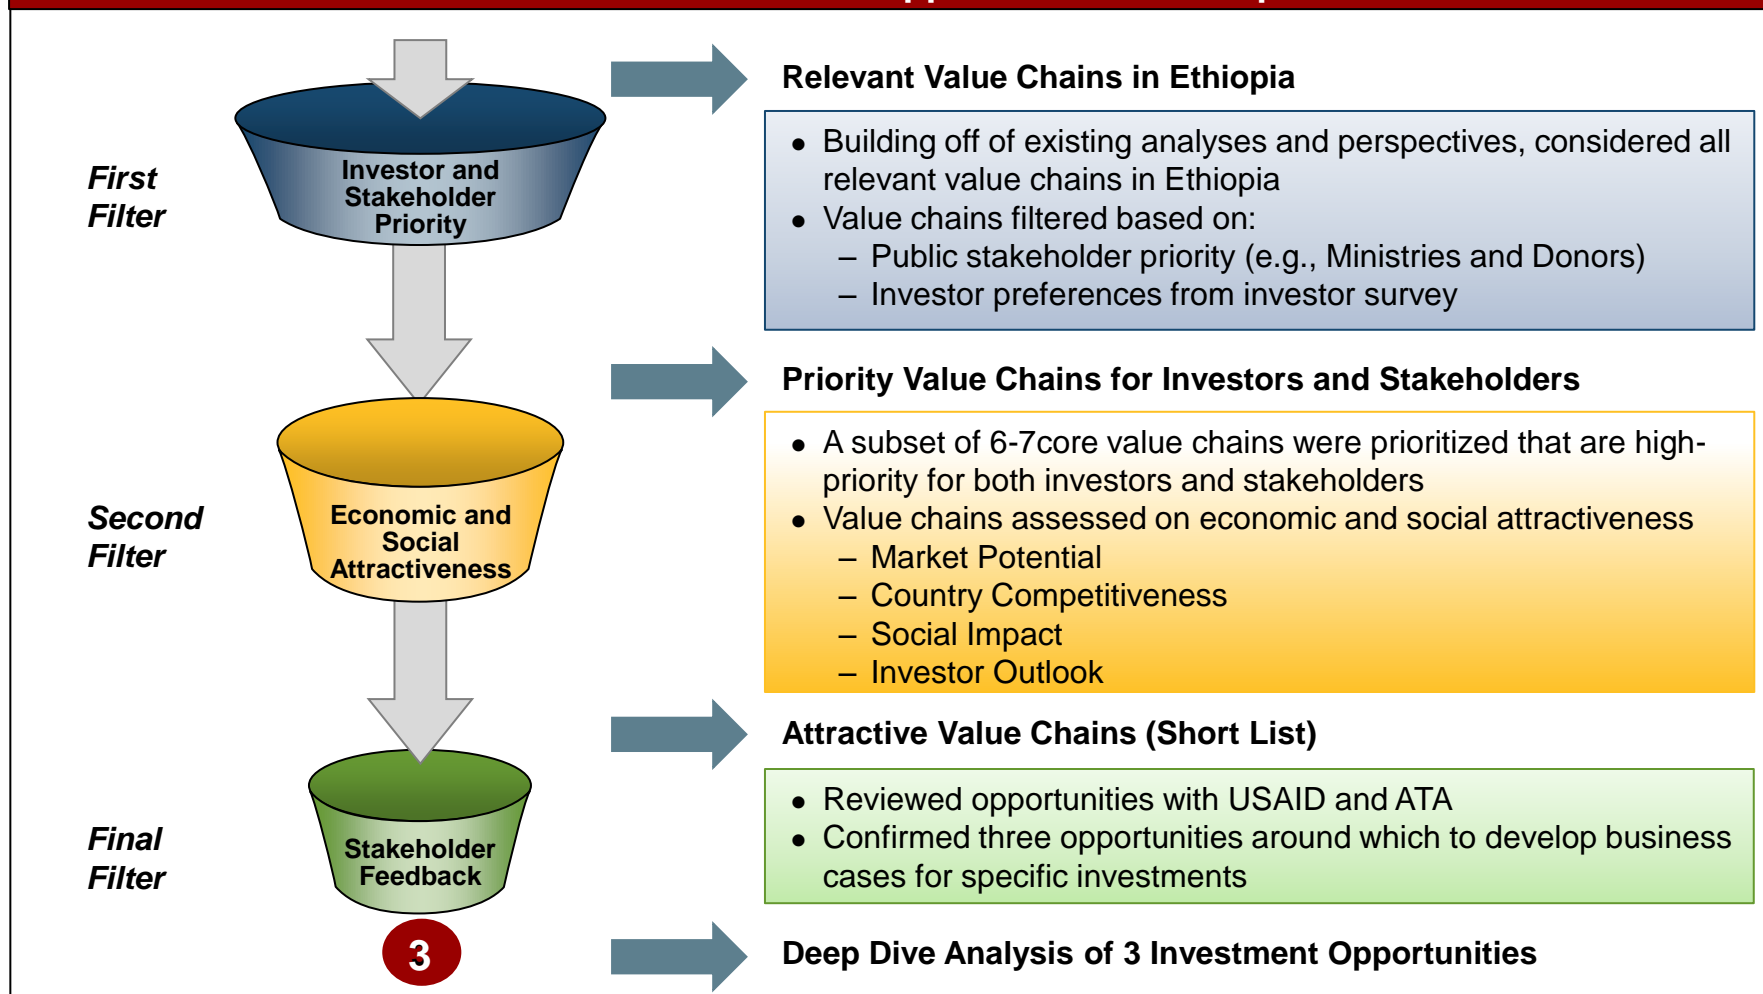 Relevant Value Chains in Ethiopia
First
Filter
Investor and
Stakeholder
Priority
● Building off of existing analyses and perspectives, considered all
relevant value chains in Ethiopia
● Value chains filtered based on:
– Public stakeholder priority (e.g., Ministries and Donors)
– Investor preferences from investor survey
Priority Value Chains for Investors and Stakeholders
Second
Filter
Economic and
Social
Attractiveness
● A subset of 6-7core value chains were prioritized that are high-
priority for both investors and stakeholders
● Value chains assessed on economic and social attractiveness
– Market Potential
– Country Competitiveness
– Social Impact
– Investor Outlook
Attractive Value Chains (Short List)
Final
Filter
Stakeholder
Feedback
● Reviewed opportunities with USAID and ATA
● Confirmed three opportunities around which to develop business
cases for specific investments
3
Deep Dive Analysis of 3 Investment Opportunities